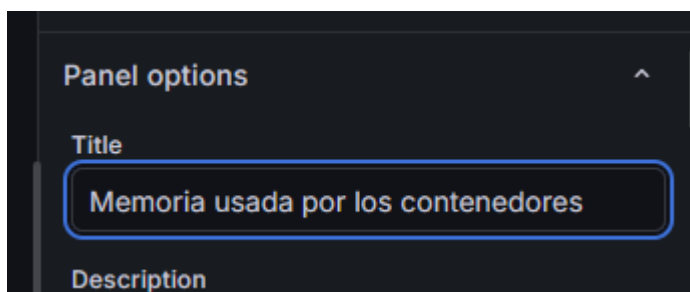 Panel options
Title
Memoria usada por los contenedores
Description